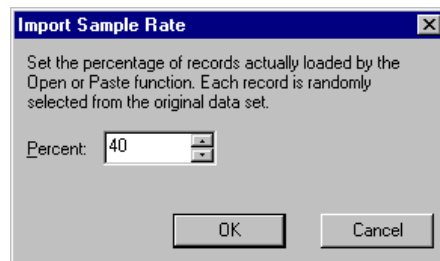 Import Sample Rate
Set the percentage of records actually loaded by the
Open or Paste function. Each record is randomly
selected from the original data set.
Percent: 40
OK Cancel